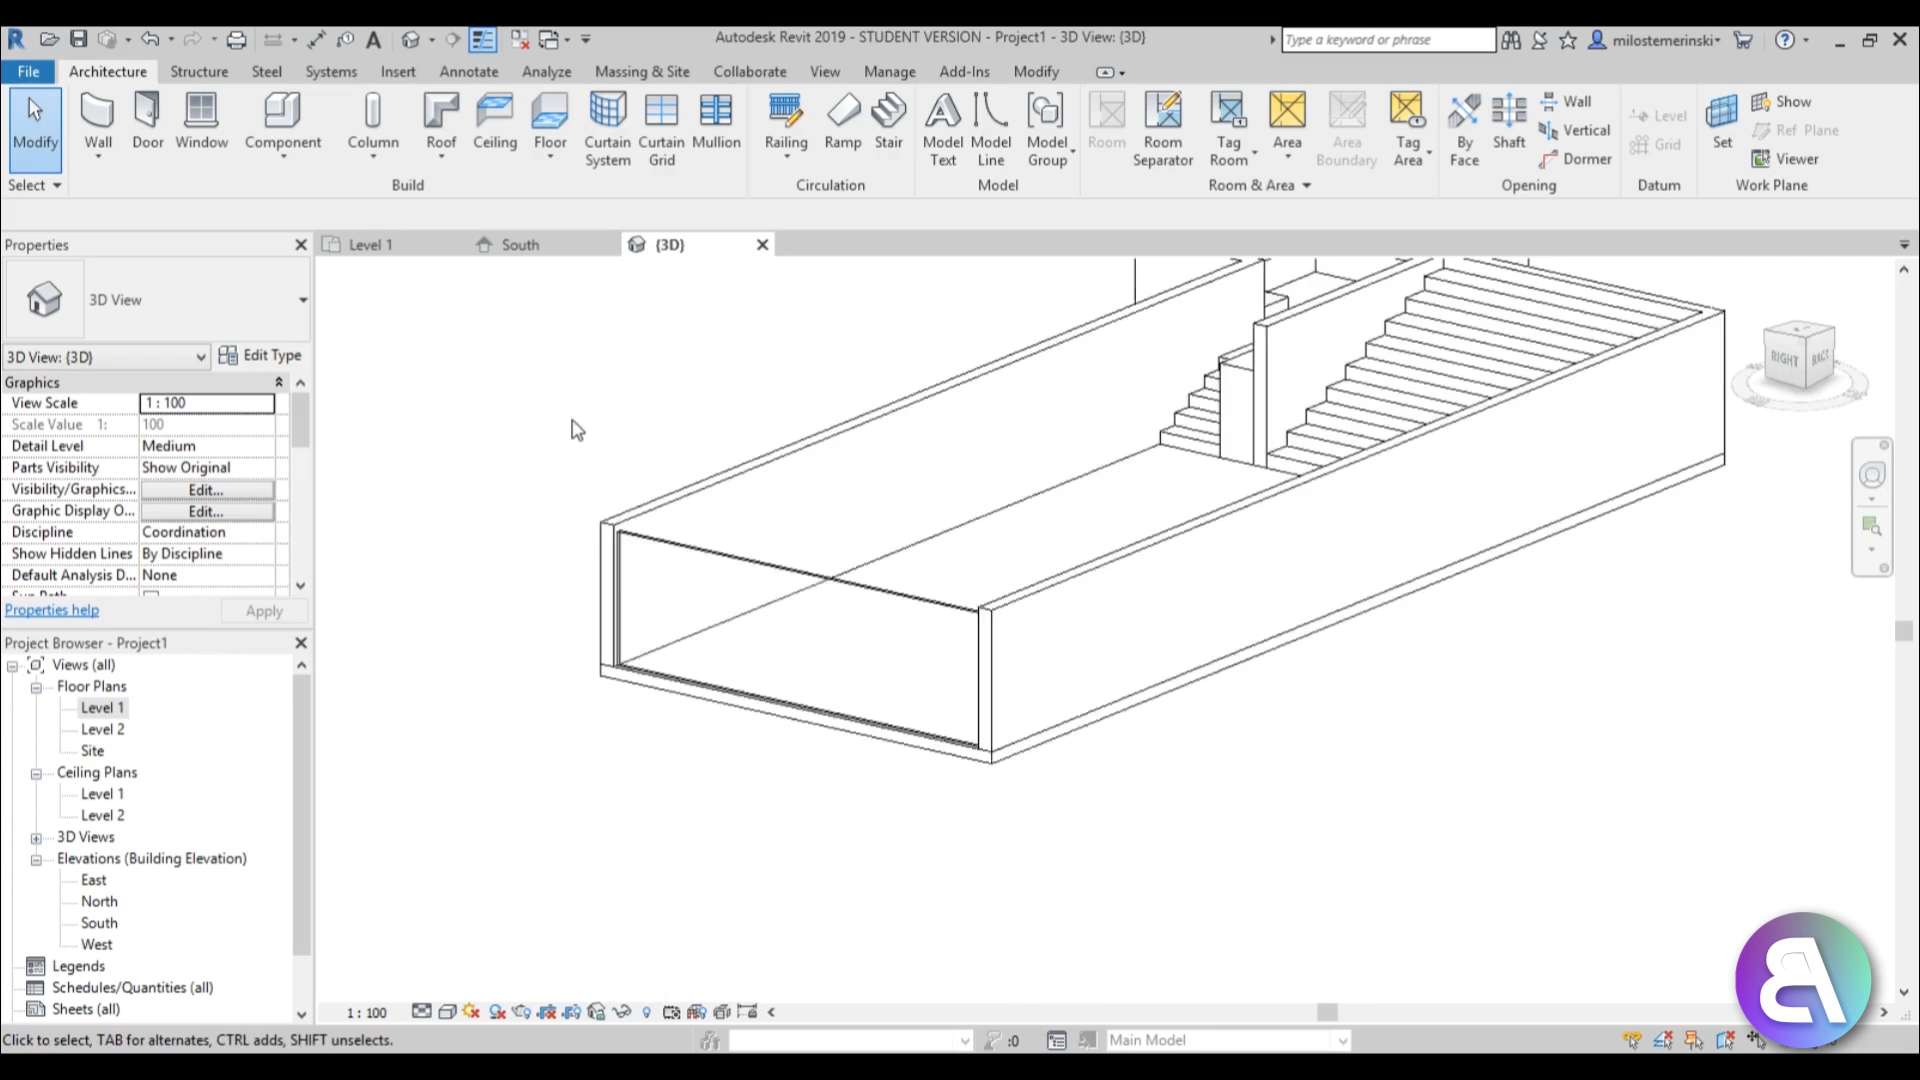 Autodesk Revit 2019 - STUDENT VERSION - Project1 - 3D View: {3D}
Type a keyword or phrase
milostemerinski
File Architecture Structure Steel Systems Insert Annotate Analyze Massing & Site Collaborate View Manage Add-Ins Modify
Modify Wall Door Window Component Column Roof Ceiling Floor Curtain System Curtain Grid Mullion Railing Ramp Stair Model Text Model Line Model Group Room Room Separator Tag Room Area Area Boundary Tag Area By Face Shaft Wall Vertical Dormer Level Grid Set Show Ref Plane Viewer
Select Build Circulation Model Room & Area Opening Datum Work Plane
Properties
Level 1 South {3D}
3D View
3D View: {3D} Edit Type
Graphics
View Scale 1 : 100
Scale Value 1: 100
Detail Level Medium
Parts Visibility Show Original
Visibility/Graphics... Edit...
Graphic Display O... Edit...
Discipline Coordination
Show Hidden Lines By Discipline
Default Analysis D... None
Properties help Apply
RIGHT BACK
Project Browser - Project1
Views (all)
Floor Plans
Level 1
Level 2
Site
Ceiling Plans
Level 1
Level 2
3D Views
Elevations (Building Elevation)
East
North
South
West
Legends
Schedules/Quantities (all)
Sheets (all)
1 : 100
Click to select, TAB for alternates, CTRL adds, SHIFT unselects.
:0
Main Model